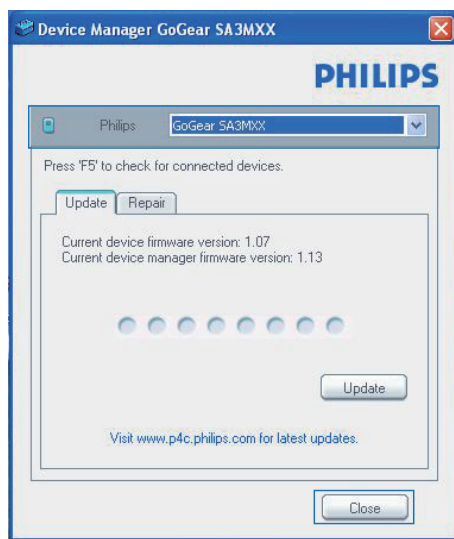 Device Manager GoGear SA3MXX
PHILIPS
Philips GoGear SA3MXX
Press 'F5' to check for connected devices.
Update Repair
Current device firmware version: 1.07
Current device manager firmware version: 1.13
Update
Visit www.p4c.philips.com for latest updates.
Close